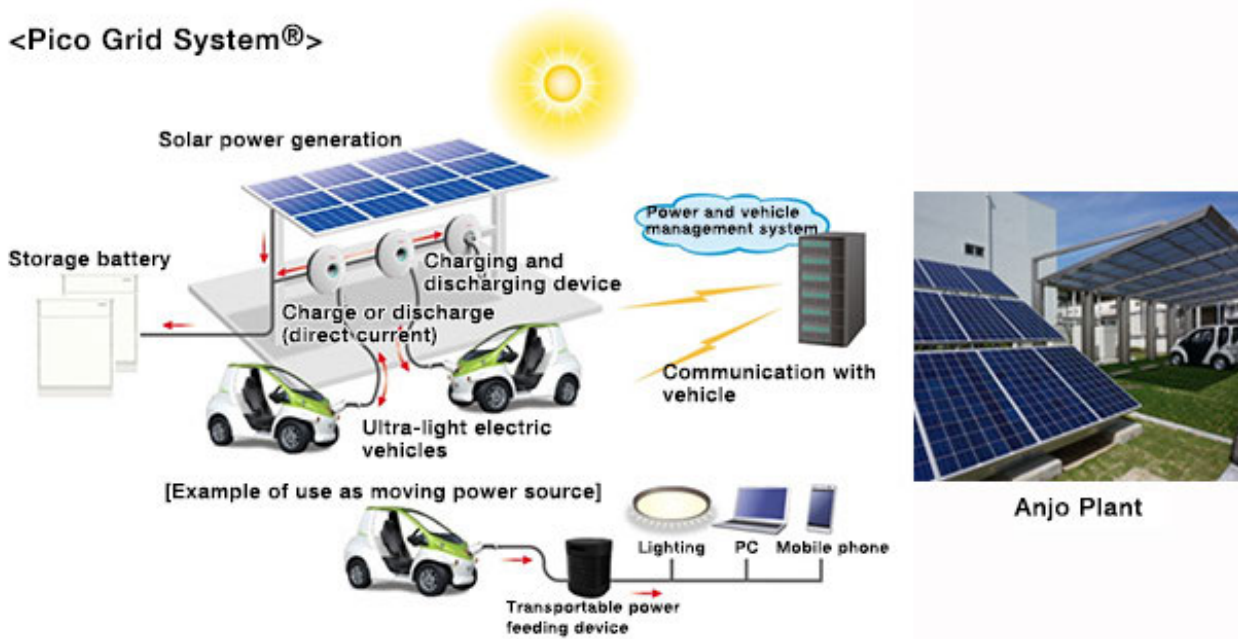 <Pico Grid System®>
Solar power generation
Power and vehicle
management system
Storage battery
Charging and
discharging device
Charge or discharge
(direct current)
Communication with
vehicle
Ultra-light electric
vehicles
[Example of use as moving power source]
Lighting
PC
Mobile phone
Transportable power
feeding device
Anjo Plant